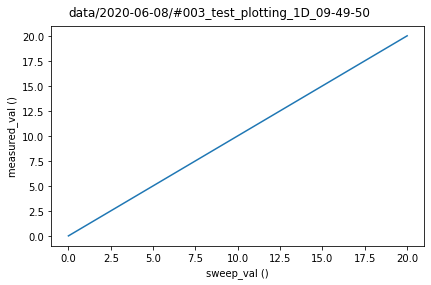 data/2020-06-08/#003_test_plotting_1D_09-49-50
20.0
17.5
15.0
12.5
10.0
7.5
5.0
2.5
0.0
measured_val ()
0.0 2.5 5.0 7.5 10.0 12.5 15.0 17.5 20.0
sweep_val ()